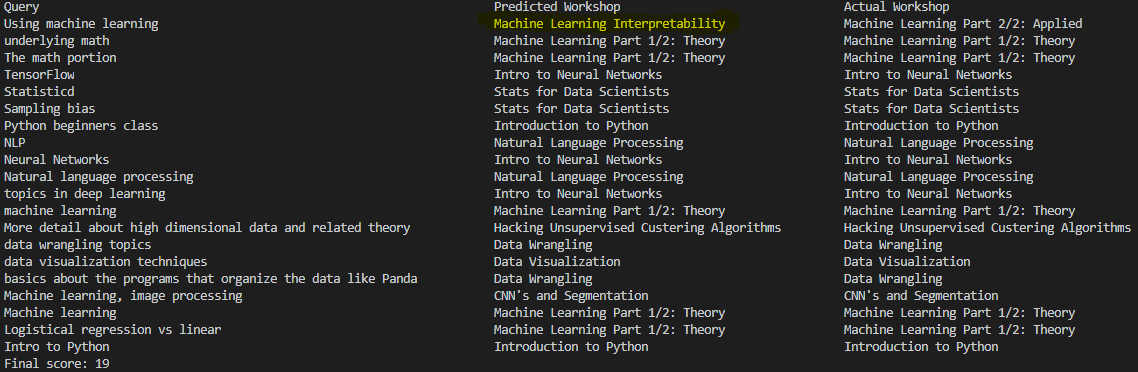 Query Predicted Workshop Actual Workshop
Using machine learning Machine Learning Interpretability Machine Learning Part 2/2: Applied
underlying math Machine Learning Part 1/2: Theory Machine Learning Part 1/2: Theory
The math portion Machine Learning Part 1/2: Theory Machine Learning Part 1/2: Theory
TensorFlow Intro to Neural Networks Intro to Neural Networks
Statisticd Stats for Data Scientists Stats for Data Scientists
Sampling bias Stats for Data Scientists Stats for Data Scientists
Python beginners class Introduction to Python Introduction to Python
NLP Natural Language Processing Natural Language Processing
Neural Networks Intro to Neural Networks Intro to Neural Networks
Natural language processing Natural Language Processing Natural Language Processing
topics in deep learning Intro to Neural Networks Intro to Neural Networks
machine learning Machine Learning Part 1/2: Theory Machine Learning Part 1/2: Theory
More detail about high dimensional data and related theory Hacking Unsupervised Custering Algorithms Hacking Unsupervised Custering Algorithms
data wrangling topics Data Wrangling Data Wrangling
data visualization techniques Data Visualization Data Visualization
basics about the programs that organize the data like Panda Data Wrangling Data Wrangling
Machine learning, image processing CNN's and Segmentation CNN's and Segmentation
Machine learning Machine Learning Part 1/2: Theory Machine Learning Part 1/2: Theory
Logistical regression vs linear Machine Learning Part 1/2: Theory Machine Learning Part 1/2: Theory
Intro to Python Introduction to Python Introduction to Python
Final score: 19